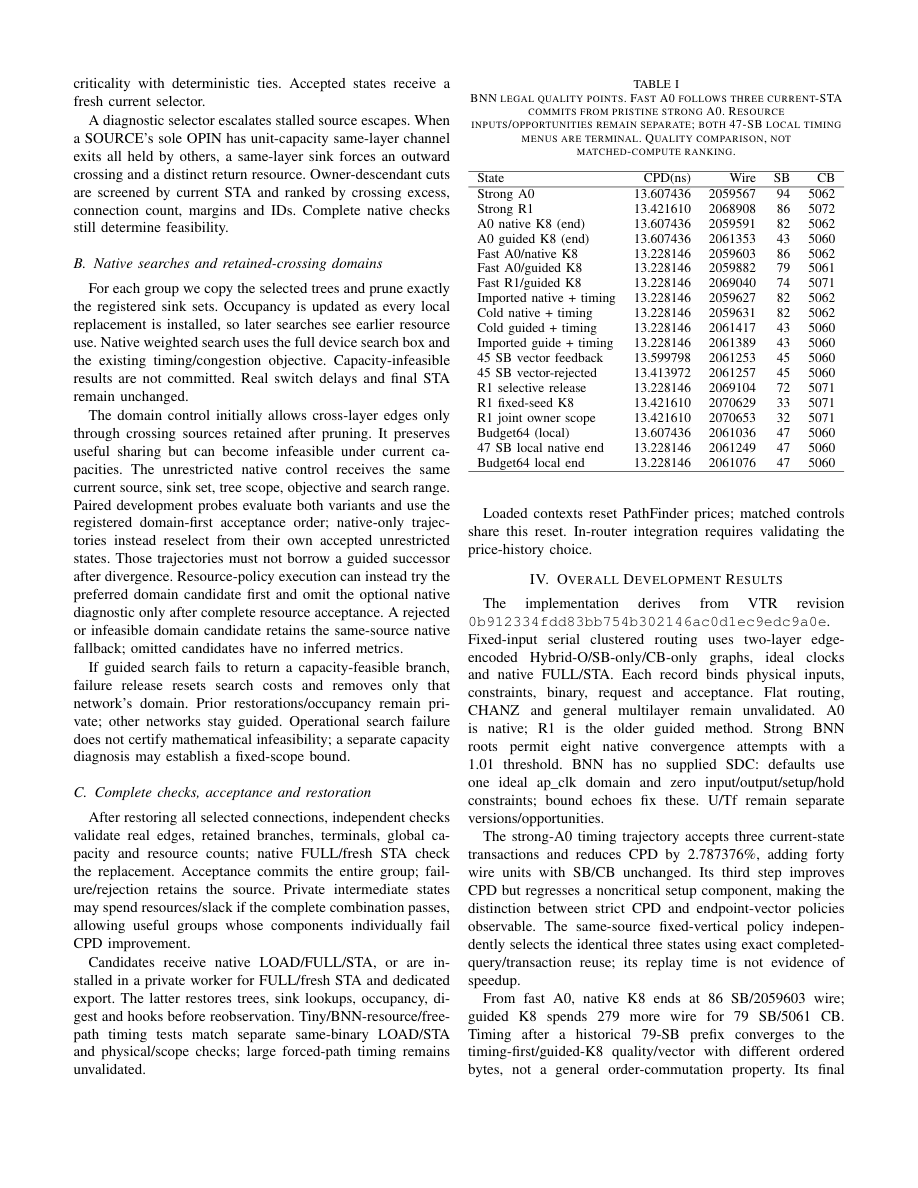 criticality with deterministic ties. Accepted states receive a
fresh current selector.
A diagnostic selector escalates stalled source escapes. When
a SOURCE's sole OPIN has unit-capacity same-layer channel
exits all held by others, a same-layer sink forces an outward
crossing and a distinct return resource. Owner-descendant cuts
are screened by current STA and ranked by crossing excess,
connection count, margins and IDs. Complete native checks
still determine feasibility.
B. Native searches and retained-crossing domains
For each group we copy the selected trees and prune exactly
the registered sink sets. Occupancy is updated as every local
replacement is installed, so later searches see earlier resource
use. Native weighted search uses the full device search box and
the existing timing/congestion objective. Capacity-infeasible
results are not committed. Real switch delays and final STA
remain unchanged.
The domain control initially allows cross-layer edges only
through crossing sources retained after pruning. It preserves
useful sharing but can become infeasible under current ca-
pacities. The unrestricted native control receives the same
current source, sink set, tree scope, objective and search range.
Paired development probes evaluate both variants and use the
registered domain-first acceptance order; native-only trajec-
tories instead reselect from their own accepted unrestricted
states. Those trajectories must not borrow a guided successor
after divergence. Resource-policy execution can instead try the
preferred domain candidate first and omit the optional native
diagnostic only after complete resource acceptance. A rejected
or infeasible domain candidate retains the same-source native
fallback; omitted candidates have no inferred metrics.
If guided search fails to return a capacity-feasible branch,
failure release resets search costs and removes only that
network's domain. Prior restorations/occupancy remain pri-
vate; other networks stay guided. Operational search failure
does not certify mathematical infeasibility; a separate capacity
diagnosis may establish a fixed-scope bound.
C. Complete checks, acceptance and restoration
After restoring all selected connections, independent checks
validate real edges, retained branches, terminals, global ca-
pacity and resource counts; native FULL/fresh STA check
the replacement. Acceptance commits the entire group; fail-
ure/rejection retains the source. Private intermediate states
may spend resources/slack if the complete combination passes,
allowing useful groups whose components individually fail
CPD improvement.
Candidates receive native LOAD/FULL/STA, or are in-
stalled in a private worker for FULL/fresh STA and dedicated
export. The latter restores trees, sink lookups, occupancy, di-
gest and hooks before reobservation. Tiny/BNN-resource/free-
path timing tests match separate same-binary LOAD/STA
and physical/scope checks; large forced-path timing remains
unvalidated.
TABLE I
BNN LEGAL QUALITY POINTS. FAST A0 FOLLOWS THREE CURRENT-STA
COMMITS FROM PRISTINE STRONG A0. RESOURCE
INPUTS/OPPORTUNITIES REMAIN SEPARATE; BOTH 47-SB LOCAL TIMING
MENUS ARE TERMINAL. QUALITY COMPARISON, NOT
MATCHED-COMPUTE RANKING.
State CPD(ns) Wire SB CB
Strong A0 13.607436 2059567 94 5062
Strong R1 13.421610 2068908 86 5072
A0 native K8 (end) 13.607436 2059591 82 5062
A0 guided K8 (end) 13.607436 2061353 43 5060
Fast A0/native K8 13.228146 2059603 86 5062
Fast A0/guided K8 13.228146 2059882 79 5061
Fast R1/guided K8 13.228146 2069040 74 5071
Imported native + timing 13.228146 2059627 82 5062
Cold native + timing 13.228146 2059631 82 5062
Cold guided + timing 13.228146 2061417 43 5060
Imported guide + timing 13.228146 2061389 43 5060
45 SB vector feedback 13.599798 2061253 45 5060
45 SB vector-rejected 13.413972 2061257 45 5060
R1 selective release 13.228146 2069104 72 5071
R1 fixed-seed K8 13.421610 2070629 33 5071
R1 joint owner scope 13.421610 2070653 32 5071
Budget64 (local) 13.607436 2061036 47 5060
47 SB local native end 13.228146 2061249 47 5060
Budget64 local end 13.228146 2061076 47 5060
Loaded contexts reset PathFinder prices; matched controls
share this reset. In-router integration requires validating the
price-history choice.
IV. OVERALL DEVELOPMENT RESULTS
The implementation derives from VTR revision
0b912334fdd83bb754b302146ac0d1ec9edc9a0e.
Fixed-input serial clustered routing uses two-layer edge-
encoded Hybrid-O/SB-only/CB-only graphs, ideal clocks
and native FULL/STA. Each record binds physical inputs,
constraints, binary, request and acceptance. Flat routing,
CHANZ and general multilayer remain unvalidated. A0
is native; R1 is the older guided method. Strong BNN
roots permit eight native convergence attempts with a
1.01 threshold. BNN has no supplied SDC: defaults use
one ideal ap_clk domain and zero input/output/setup/hold
constraints; bound echoes fix these. U/Tf remain separate
versions/opportunities.
The strong-A0 timing trajectory accepts three current-state
transactions and reduces CPD by 2.787376%, adding forty
wire units with SB/CB unchanged. Its third step improves
CPD but regresses a noncritical setup component, making the
distinction between strict CPD and endpoint-vector policies
observable. The same-source fixed-vertical policy indepen-
dently selects the identical three states using exact completed-
query/transaction reuse; its replay time is not evidence of
speedup.
From fast A0, native K8 ends at 86 SB/2059603 wire;
guided K8 spends 279 more wire for 79 SB/5061 CB.
Timing after a historical 79-SB prefix converges to the
timing-first/guided-K8 quality/vector with different ordered
bytes, not a general order-commutation property. Its final